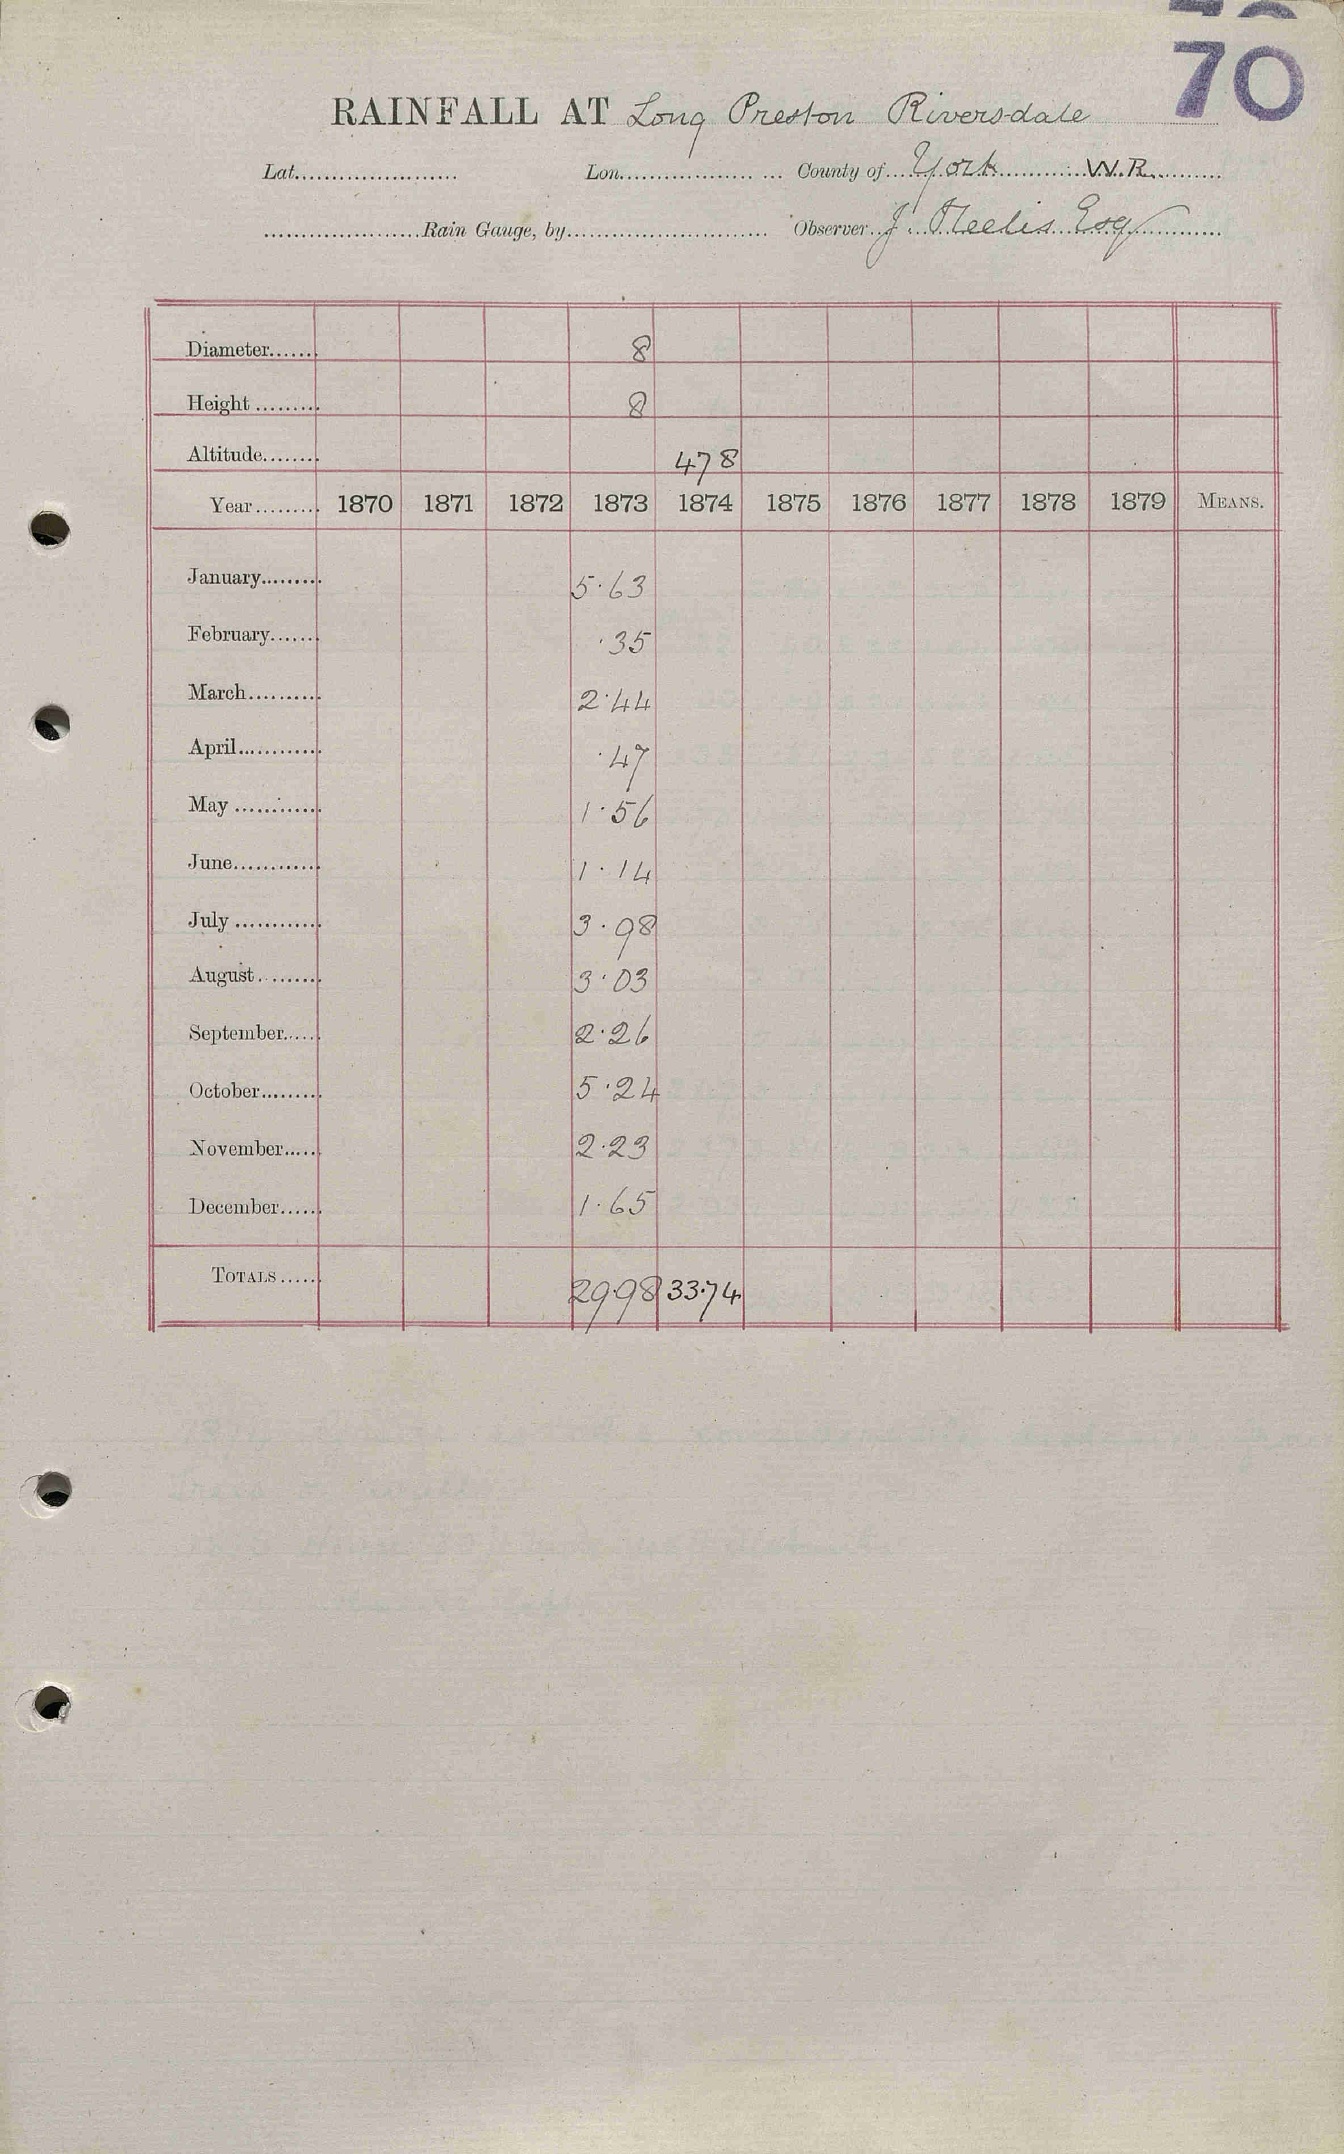 70
RAINFALL AT Long Preston Riversdale
Lat...................... Lon.................. ... County of....York............W.R...........
......................Rain Gauge, by........................... Observer..J. ... Esq...............
Diameter...... 8
Height ......... 8
Altitude........ 478
Year......... 1870 1871 1872 1873 1874 1875 1876 1877 1878 1879 MEANS.
January......... 5.63
February....... .35
March.......... 2.44
April............ .47
May ............ 1.56
June............ 1.14
July ............ 3.98
August......... 3.03
September..... 2.26
October........ 5.24
November..... 2.23
December...... 1.65
TOTALS...... 29.98 33.74